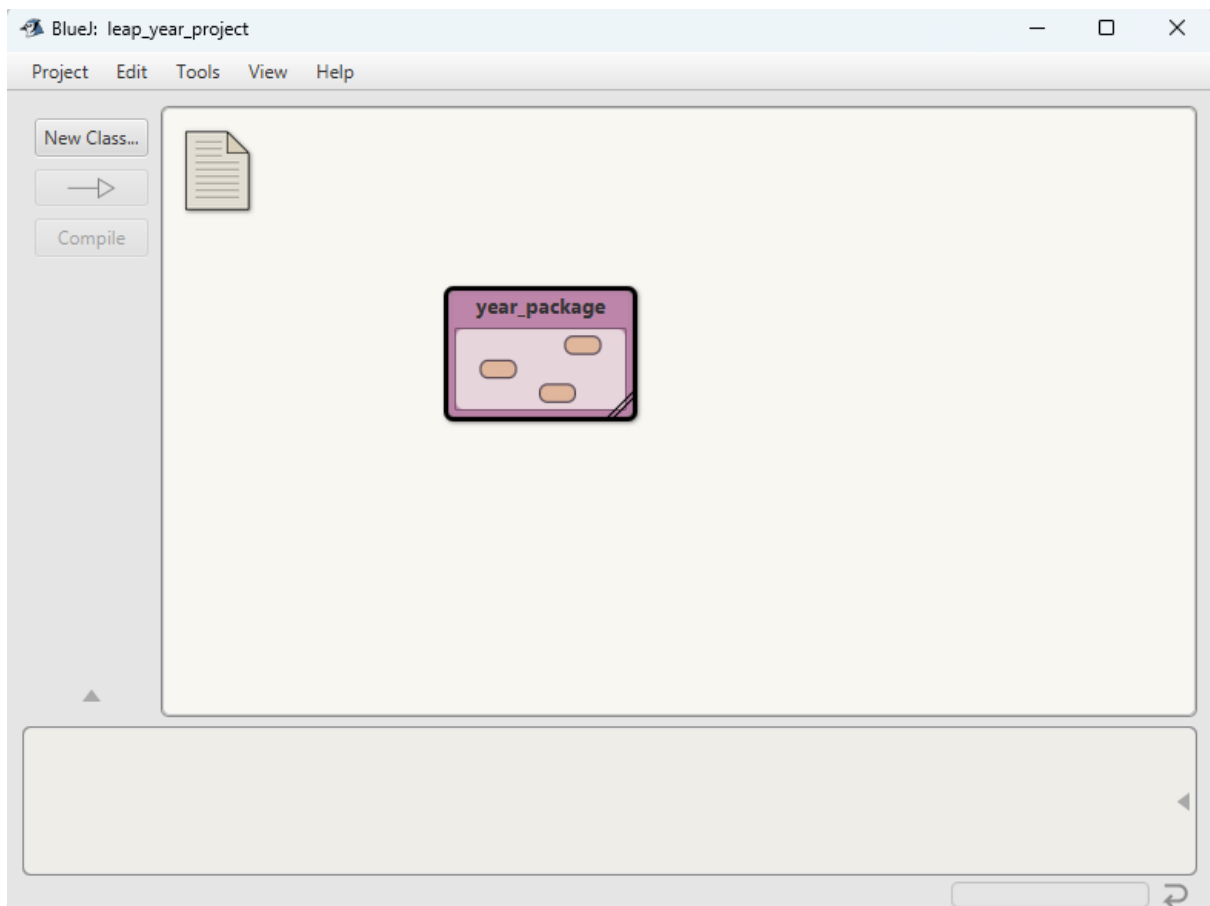 BlueJ: leap_year_project
Project Edit Tools View Help
New Class...
Compile
year_package